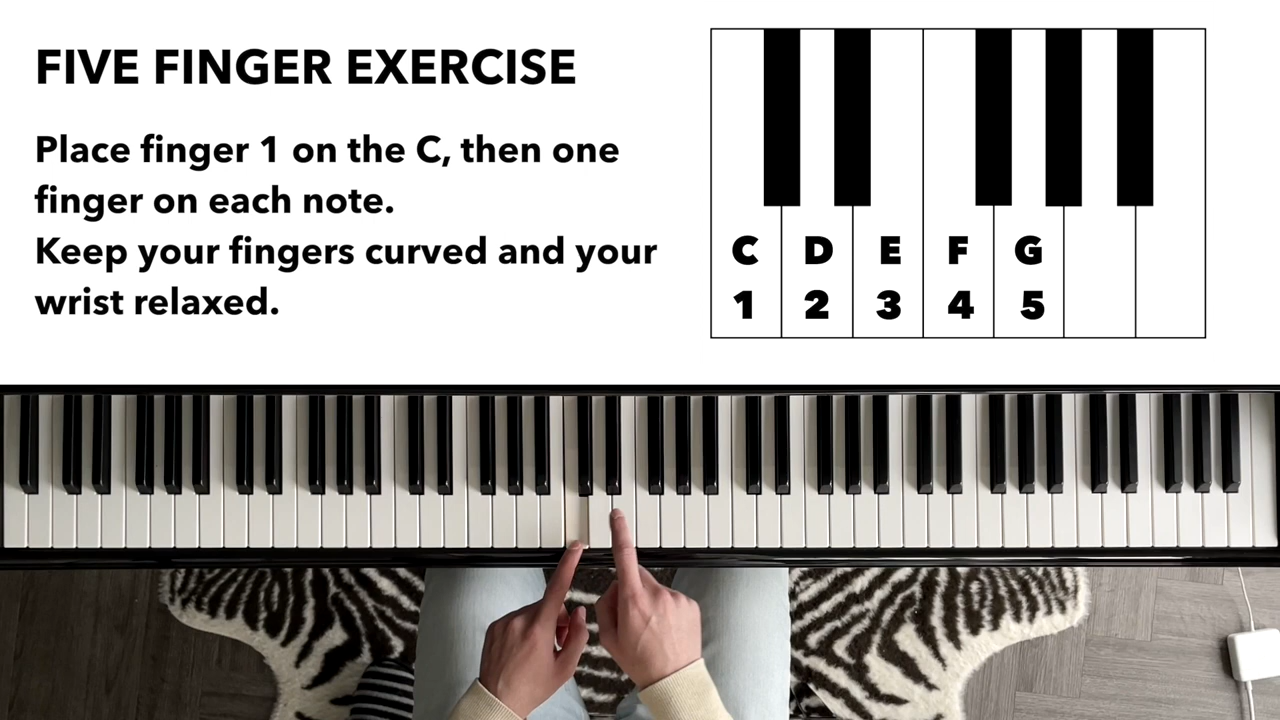 FIVE FINGER EXERCISE
Place finger 1 on the C, then one
finger on each note.
Keep your fingers curved and your
wrist relaxed.
C D E F G
1 2 3 4 5